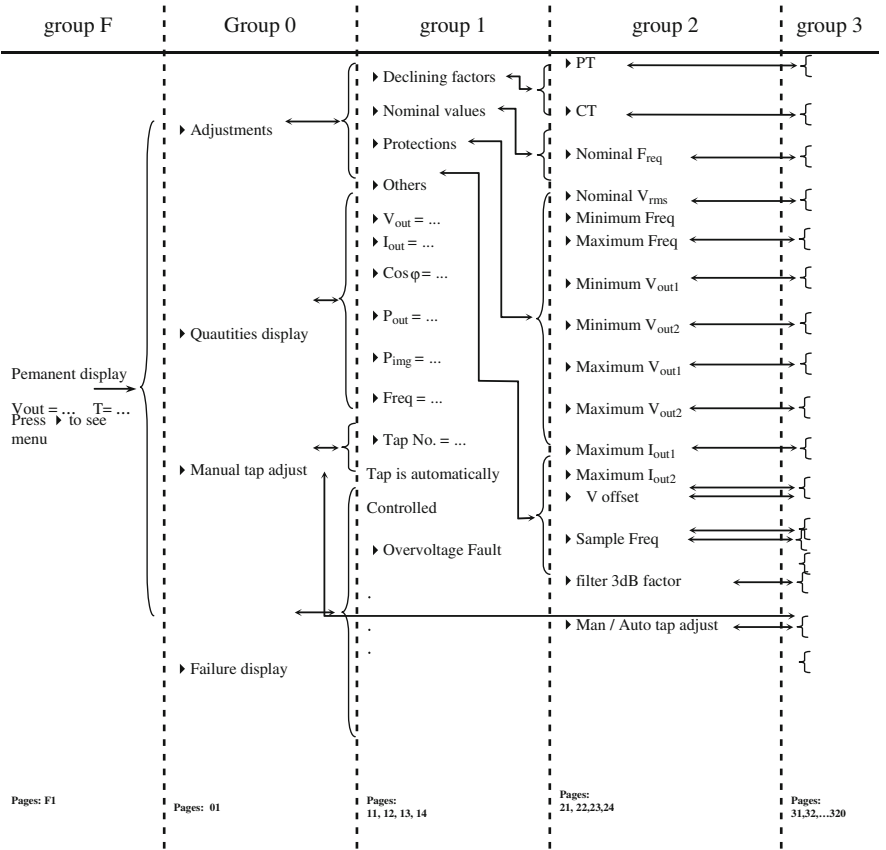 group F
Group 0
group 1
group 2
group 3
Pemanent display
Vout = ... T= ...
Press ▶ to see
menu
▶ Adjustments
▶ Quautities display
▶ Manual tap adjust
▶ Failure display
▶ Declining factors
▶ Nominal values
▶ Protections
▶ Others
▶ Vout = ...
▶ Iout = ...
▶ Cosφ= ...
▶ Pout = ...
▶ Pimg = ...
▶ Freq = ...
▶ Tap No. = ...
Tap is automatically
Controlled
▶ Overvoltage Fault
.
.
.
▶ PT
▶ CT
▶ Nominal Freq
▶ Nominal Vrms
▶ Minimum Freq
▶ Maximum Freq
▶ Minimum Vout1
▶ Minimum Vout2
▶ Maximum Vout1
▶ Maximum Vout2
▶ Maximum Iout1
▶ Maximum Iout2
▶ V offset
▶ Sample Freq
▶ filter 3dB factor
▶ Man / Auto tap adjust
Pages: F1
Pages: 01
Pages:
11, 12, 13, 14
Pages:
21, 22,23,24
Pages:
31,32,...320